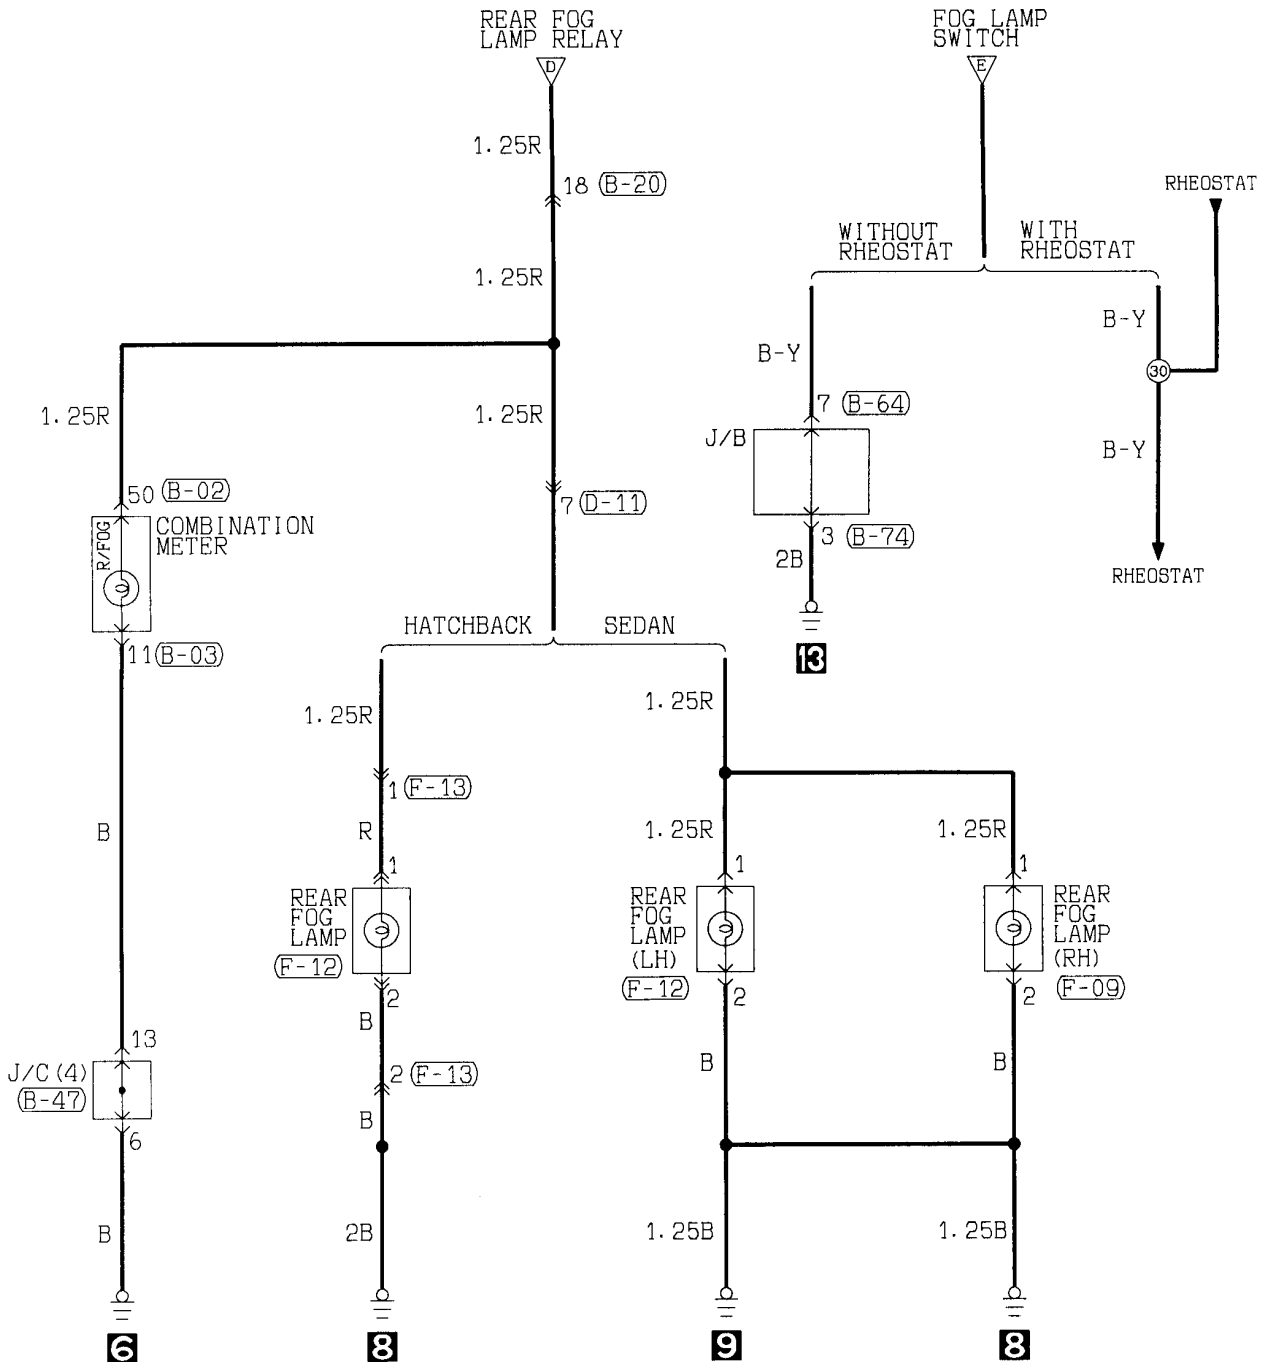 REAR FOG
LAMP RELAY
FOG LAMP
SWITCH
D
E
1.25R
18 (B-20)
RHEOSTAT
WITHOUT
RHEOSTAT
WITH
RHEOSTAT
1.25R
B-Y
B-Y
30
1.25R
1.25R
7 (B-64)
J/B
B-Y
50 (B-02)
7 (D-11)
R/FOG
COMBINATION
METER
3 (B-74)
2B
RHEOSTAT
HATCHBACK
SEDAN
11 (B-03)
13
1.25R
1.25R
1 (F-13)
B
R
1.25R
1.25R
1
1
1
REAR
FOG
LAMP
(F-12)
REAR
FOG
LAMP
(LH)
(F-12)
REAR
FOG
LAMP
(RH)
(F-09)
2
2
2
B
13
B
B
J/C (4)
(B-47)
2 (F-13)
B
6
B
2B
1.25B
1.25B
6
8
9
8